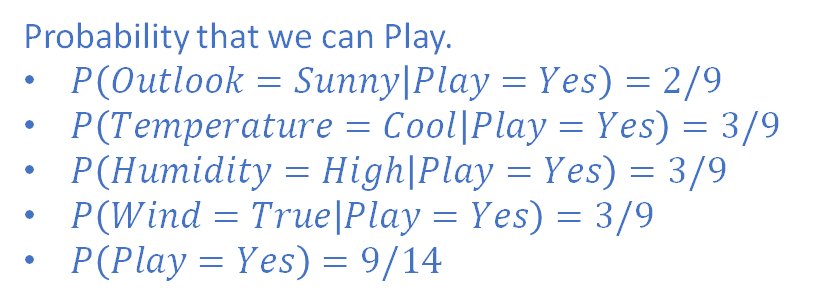 Probability that we can Play.
• P(Outlook = Sunny|Play = Yes) = 2/9
• P(Temperature = Cool|Play = Yes) = 3/9
• P(Humidity = High|Play = Yes) = 3/9
• P(Wind = True|Play = Yes) = 3/9
• P(Play = Yes) = 9/14